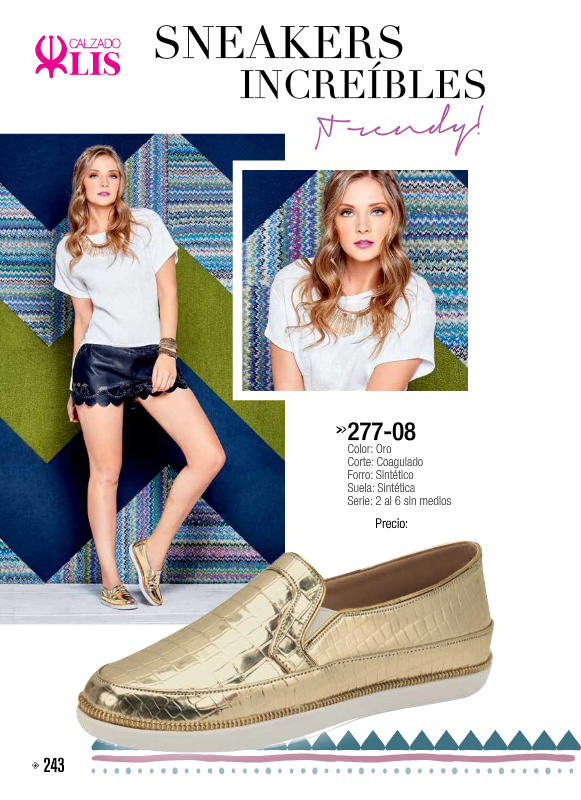 CALZADO
LIS
SNEAKERS
INCREÍBLES
¡Trendy!
»277-08
Color: Oro
Corte: Coagulado
Forro: Sintético
Suela: Sintética
Serie: 2 al 6 sin medios
Precio:
243